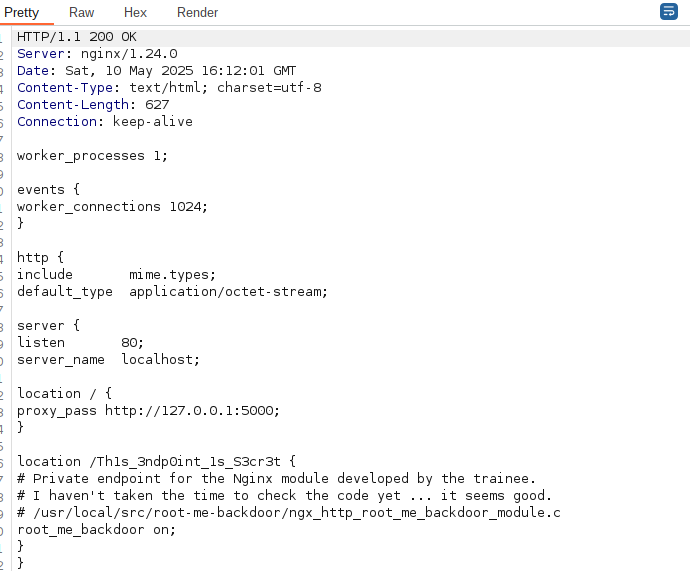 Pretty Raw Hex Render
HTTP/1.1 200 OK
Server: nginx/1.24.0
Date: Sat, 10 May 2025 16:12:01 GMT
Content-Type: text/html; charset=utf-8
Content-Length: 627
Connection: keep-alive
worker_processes 1;
events {
worker_connections 1024;
}
http {
include       mime.types;
default_type  application/octet-stream;
server {
listen       80;
server_name  localhost;
location / {
proxy_pass http://127.0.0.1:5000;
}
location /Th1s_3ndp0int_1s_S3cr3t {
# Private endpoint for the Nginx module developed by the trainee.
# I haven't taken the time to check the code yet ... it seems good.
# /usr/local/src/root-me-backdoor/ngx_http_root_me_backdoor_module.c
root_me_backdoor on;
}
}